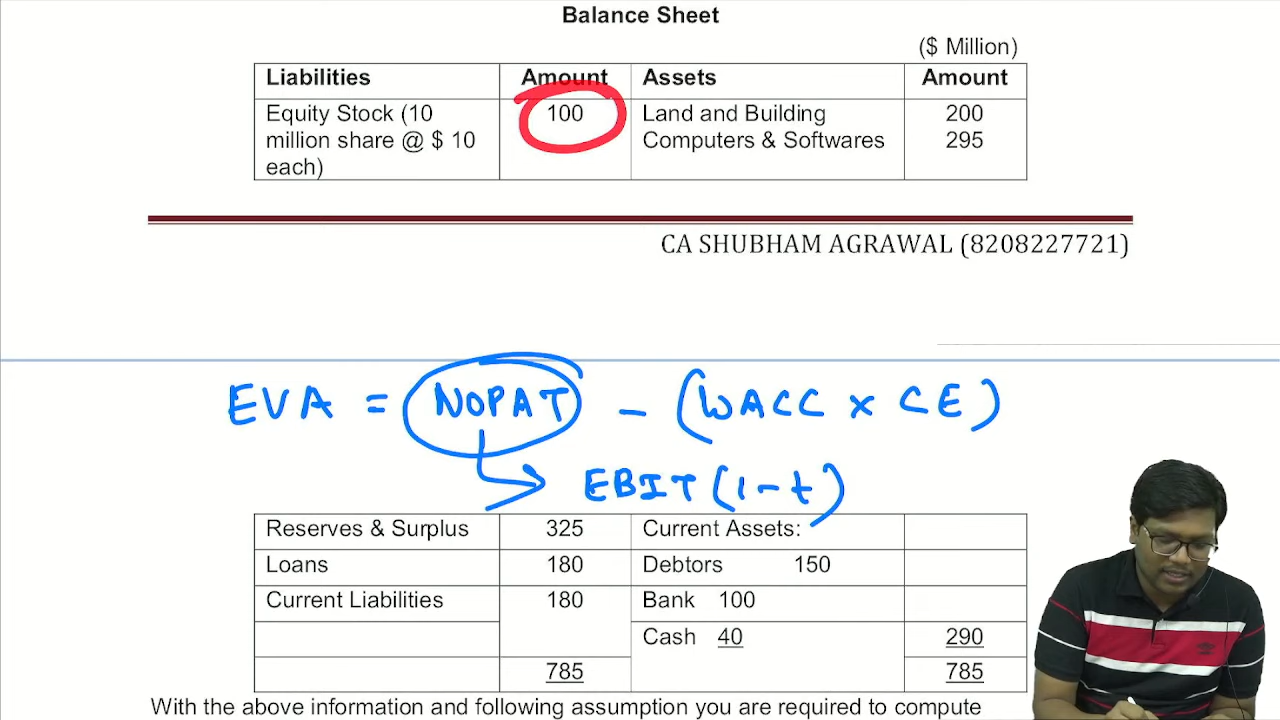 Balance Sheet
($ Million)
Liabilities Amount Assets Amount
Equity Stock (10 100 Land and Building 200
million share @ $ 10 Computers & Softwares 295
each)
CA SHUBHAM AGRAWAL (8208227721)
EVA = NOPAT - (WACC x CE)
EBIT (1-t)
Reserves & Surplus 325 Current Assets:
Loans 180 Debtors 150
Current Liabilities 180 Bank 100
Cash 40 290
785 785
With the above information and following assumption you are required to compute